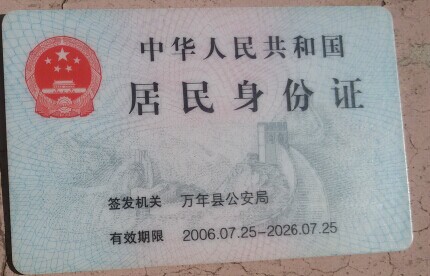 中华人民共和国
居民身份证
签发机关 万年县公安局
有效期限 2006.07.25-2026.07.25